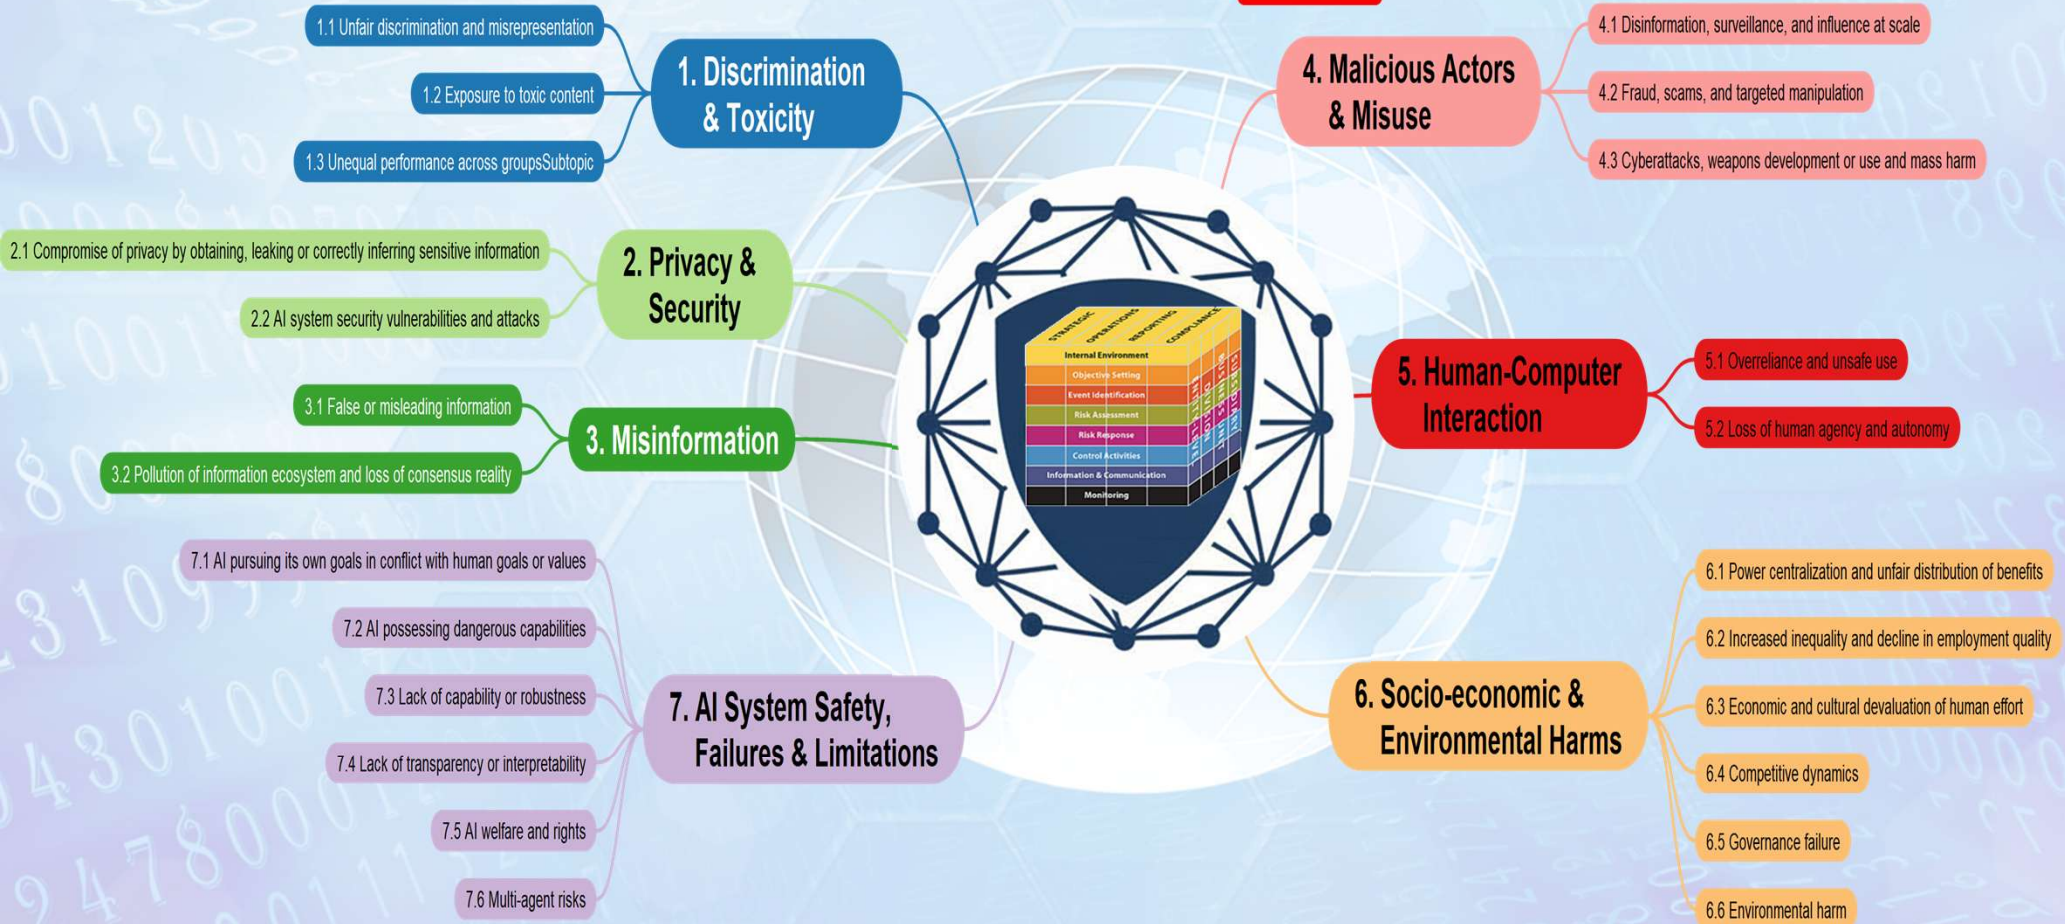 1.1 Unfair discrimination and misrepresentation
1.2 Exposure to toxic content
1.3 Unequal performance across groupsSubtopic
1. Discrimination
& Toxicity
2.1 Compromise of privacy by obtaining, leaking or correctly inferring sensitive information
2.2 AI system security vulnerabilities and attacks
2. Privacy &
Security
3.1 False or misleading information
3.2 Pollution of information ecosystem and loss of consensus reality
3. Misinformation
7.1 AI pursuing its own goals in conflict with human goals or values
7.2 AI possessing dangerous capabilities
7.3 Lack of capability or robustness
7.4 Lack of transparency or interpretability
7.5 AI welfare and rights
7.6 Multi-agent risks
7. AI System Safety,
Failures & Limitations
STRATEGIC
OPERATIONS
REPORTING
COMPLIANCE
Internal Environment
Objective Setting
Event Identification
Risk Assessment
Risk Response
Control Activities
Information & Communication
Monitoring
4. Malicious Actors
& Misuse
4.1 Disinformation, surveillance, and influence at scale
4.2 Fraud, scams, and targeted manipulation
4.3 Cyberattacks, weapons development or use and mass harm
5. Human-Computer
Interaction
5.1 Overreliance and unsafe use
5.2 Loss of human agency and autonomy
6. Socio-economic &
Environmental Harms
6.1 Power centralization and unfair distribution of benefits
6.2 Increased inequality and decline in employment quality
6.3 Economic and cultural devaluation of human effort
6.4 Competitive dynamics
6.5 Governance failure
6.6 Environmental harm